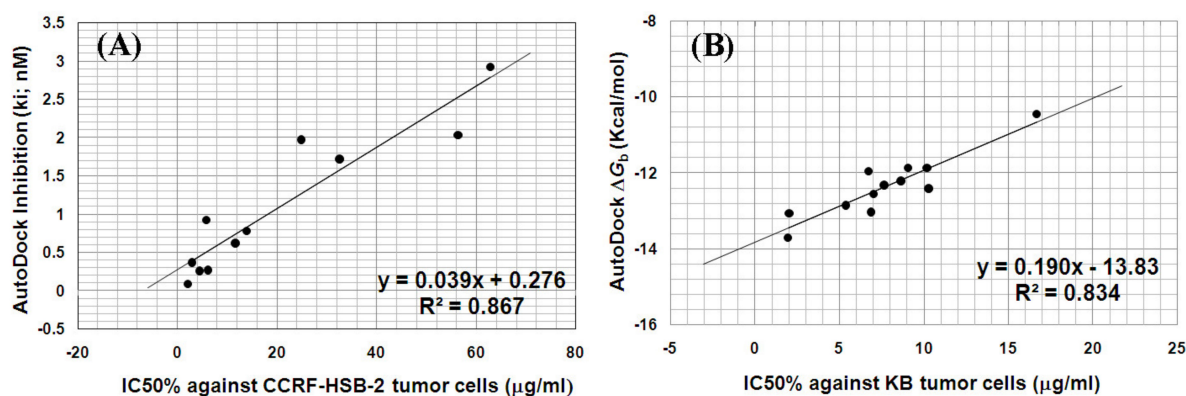 (A)
AutoDock Inhibition (ki; nM)
3.5
3
2.5
2
1.5
1
0.5
0
-0.5
y = 0.039x + 0.276
R² = 0.867
-20 0 20 40 60 80
IC50% against CCRF-HSB-2 tumor cells (µg/ml)
(B)
AutoDock ΔG_b (Kcal/mol)
-8
-10
-12
-14
-16
y = 0.190x - 13.83
R² = 0.834
-5 0 5 10 15 20 25
IC50% against KB tumor cells (µg/ml)